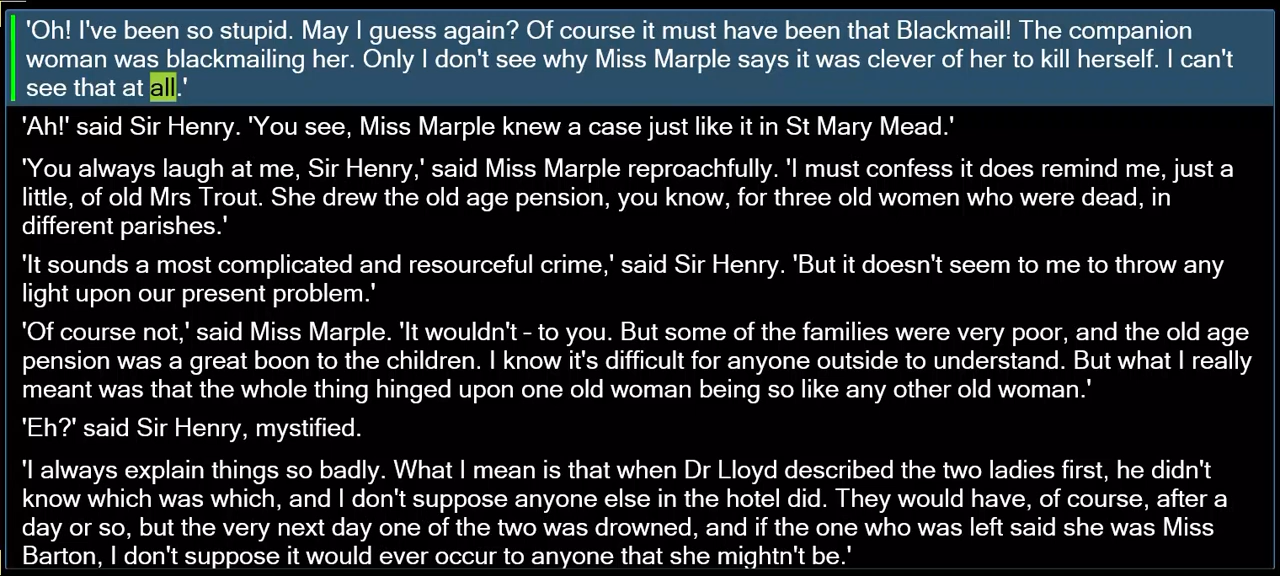 'Oh! I've been so stupid. May I guess again? Of course it must have been that Blackmail! The companion
woman was blackmailing her. Only I don't see why Miss Marple says it was clever of her to kill herself. I can't
see that at all.'
'Ah!' said Sir Henry. 'You see, Miss Marple knew a case just like it in St Mary Mead.'
'You always laugh at me, Sir Henry,' said Miss Marple reproachfully. 'I must confess it does remind me, just a
little, of old Mrs Trout. She drew the old age pension, you know, for three old women who were dead, in
different parishes.'
'It sounds a most complicated and resourceful crime,' said Sir Henry. 'But it doesn't seem to me to throw any
light upon our present problem.'
'Of course not,' said Miss Marple. 'It wouldn't - to you. But some of the families were very poor, and the old age
pension was a great boon to the children. I know it's difficult for anyone outside to understand. But what I really
meant was that the whole thing hinged upon one old woman being so like any other old woman.'
'Eh?' said Sir Henry, mystified.
'I always explain things so badly. What I mean is that when Dr Lloyd described the two ladies first, he didn't
know which was which, and I don't suppose anyone else in the hotel did. They would have, of course, after a
day or so, but the very next day one of the two was drowned, and if the one who was left said she was Miss
Barton, I don't suppose it would ever occur to anyone that she mightn't be.'